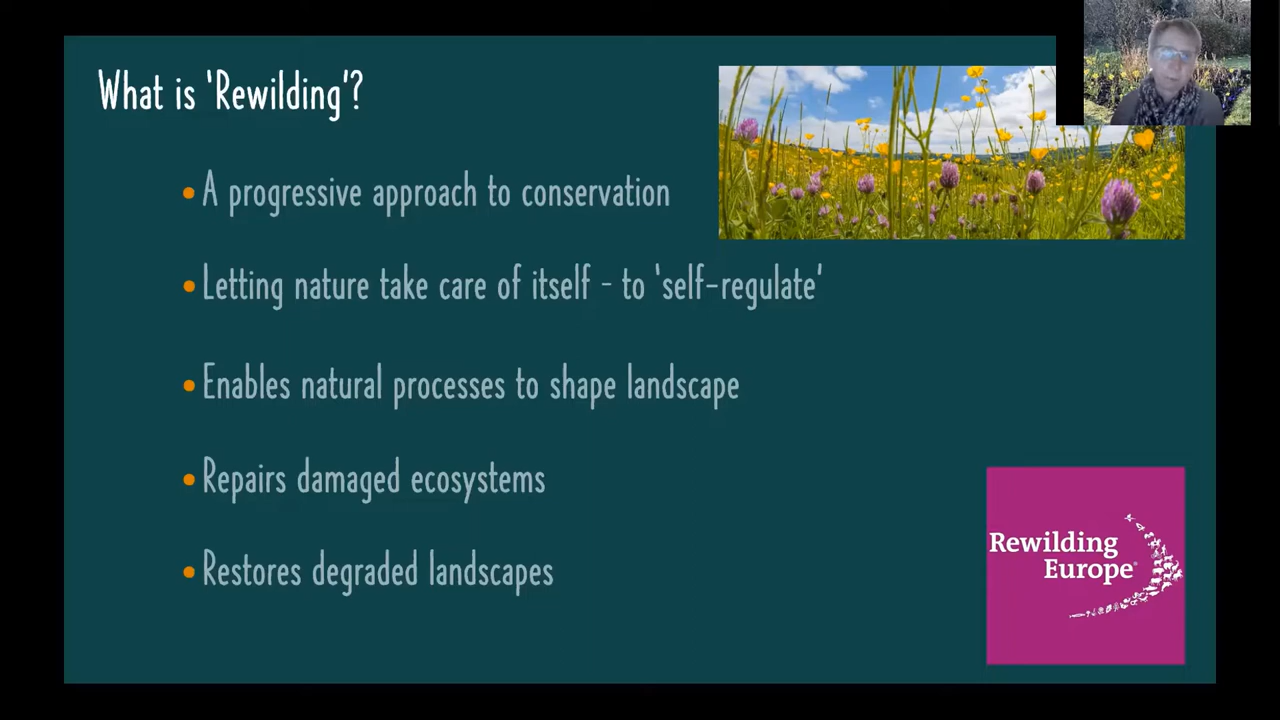 What is 'Rewilding'?
• A progressive approach to conservation
• Letting nature take care of itself - to 'self-regulate'
• Enables natural processes to shape landscape
• Repairs damaged ecosystems
• Restores degraded landscapes
Rewilding
Europe®